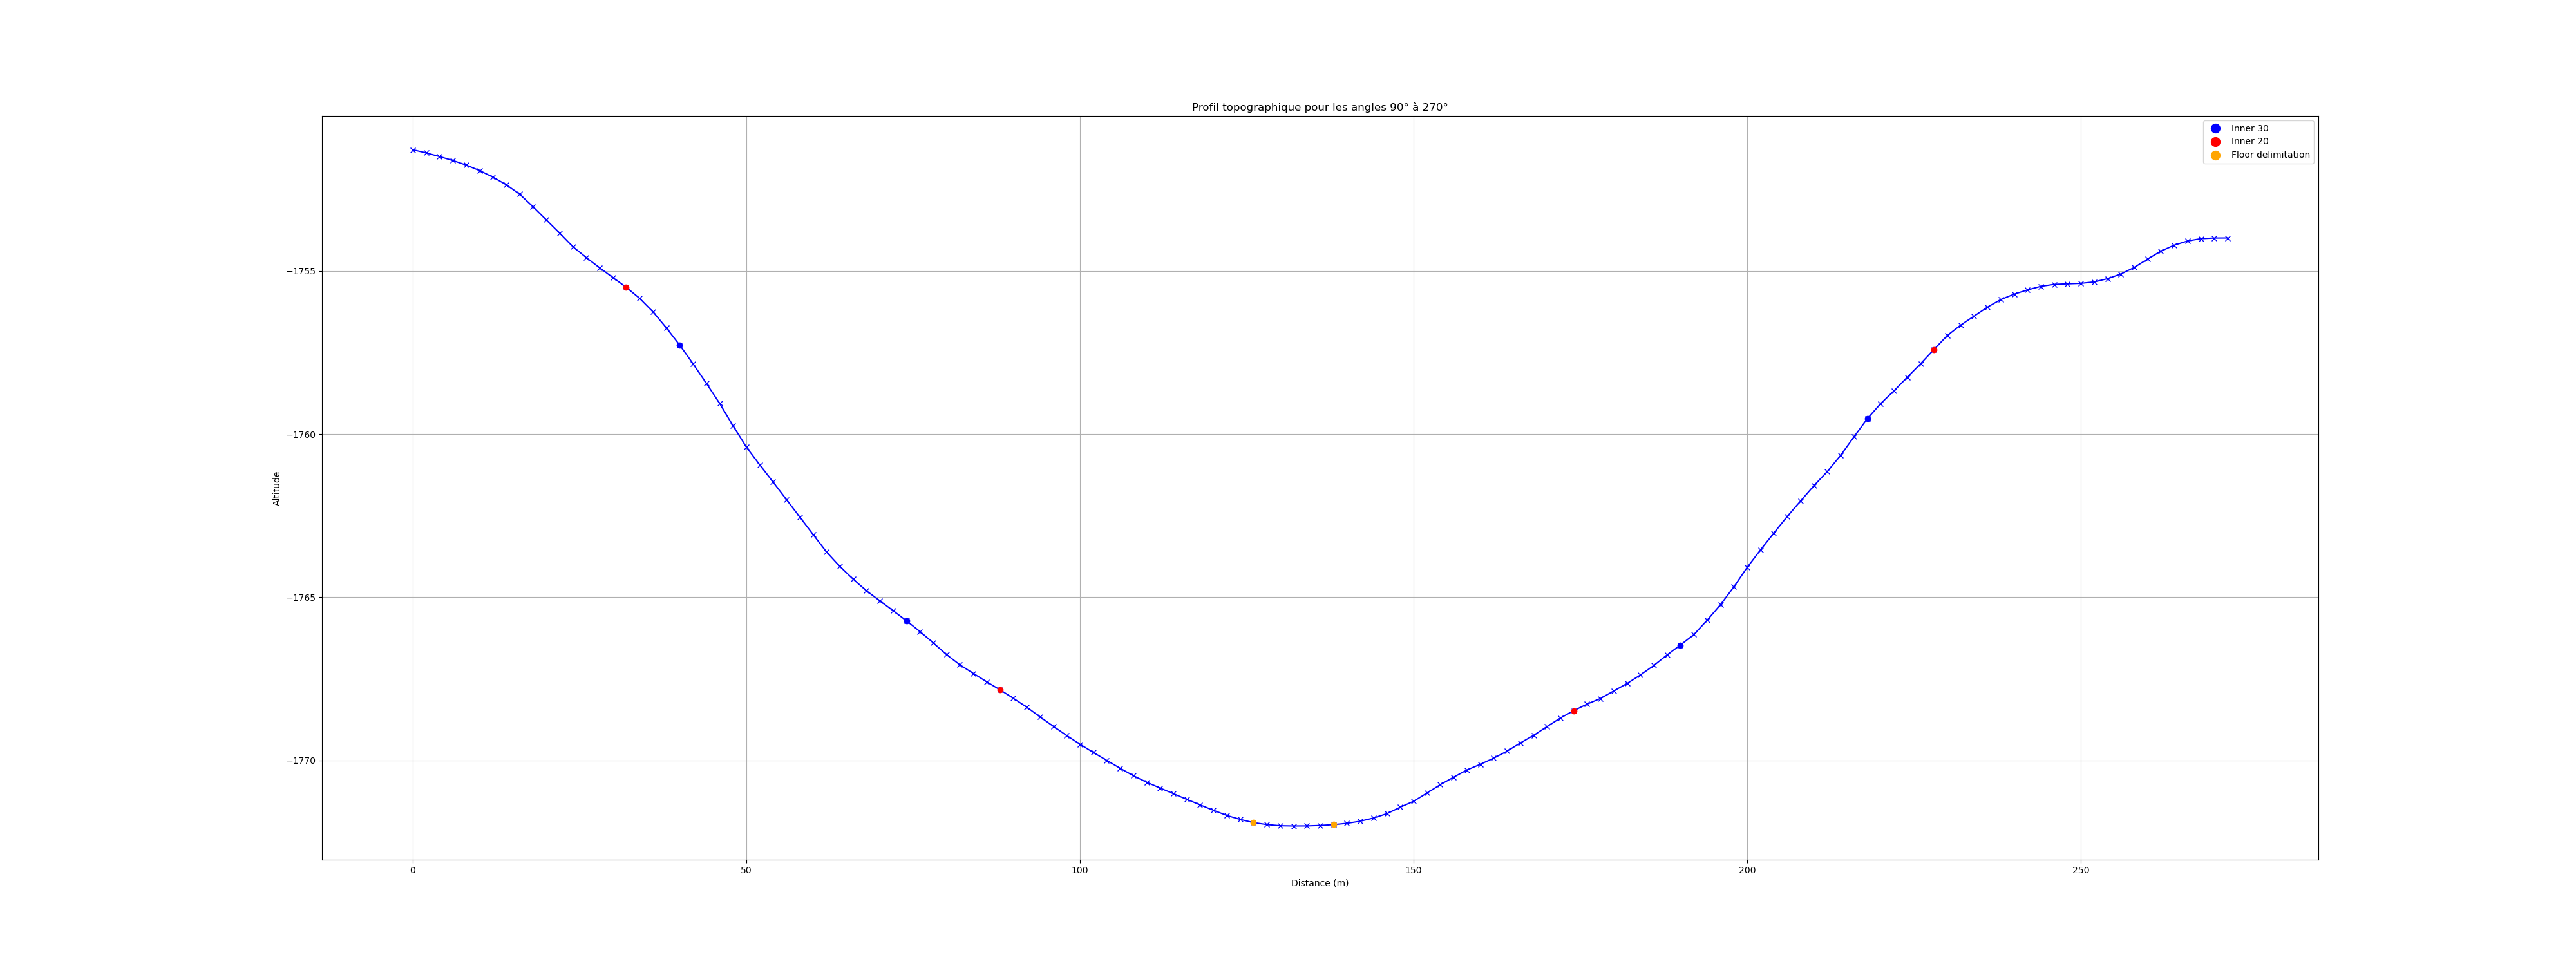 Profil topographique pour les angles 90° à 270°
Inner 30
Inner 20
Floor delimitation
−1755
−1760
−1765
−1770
Altitude
0 50 100 150 200 250
Distance (m)